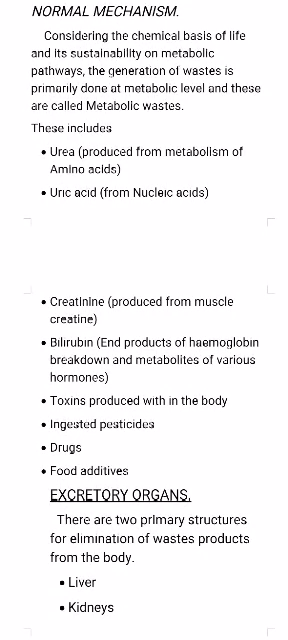 NORMAL MECHANISM.
Considering the chemical basis of life
and its sustainability on metabolic
pathways, the generation of wastes is
primarily done at metabolic level and these
are called Metabolic wastes.
These includes
• Urea (produced from metabolism of
Amino acids)
• Uric acid (from Nucleic acids)
• Creatinine (produced from muscle
creatine)
• Bilirubin (End products of haemoglobin
breakdown and metabolites of various
hormones)
• Toxins produced with in the body
• Ingested pesticides
• Drugs
• Food additives
EXCRETORY ORGANS.
There are two primary structures
for elimination of wastes products
from the body.
• Liver
• Kidneys